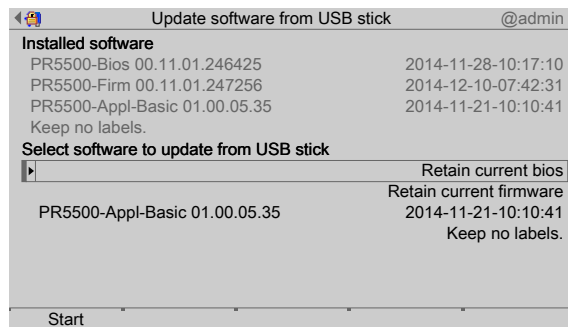 Update software from USB stick @admin
Installed software
PR5500-Bios 00.11.01.246425 2014-11-28-10:17:10
PR5500-Firm 00.11.01.247256 2014-12-10-07:42:31
PR5500-Appl-Basic 01.00.05.35 2014-11-21-10:10:41
Keep no labels.
Select software to update from USB stick
Retain current bios
Retain current firmware
PR5500-Appl-Basic 01.00.05.35 2014-11-21-10:10:41
Keep no labels.
Start